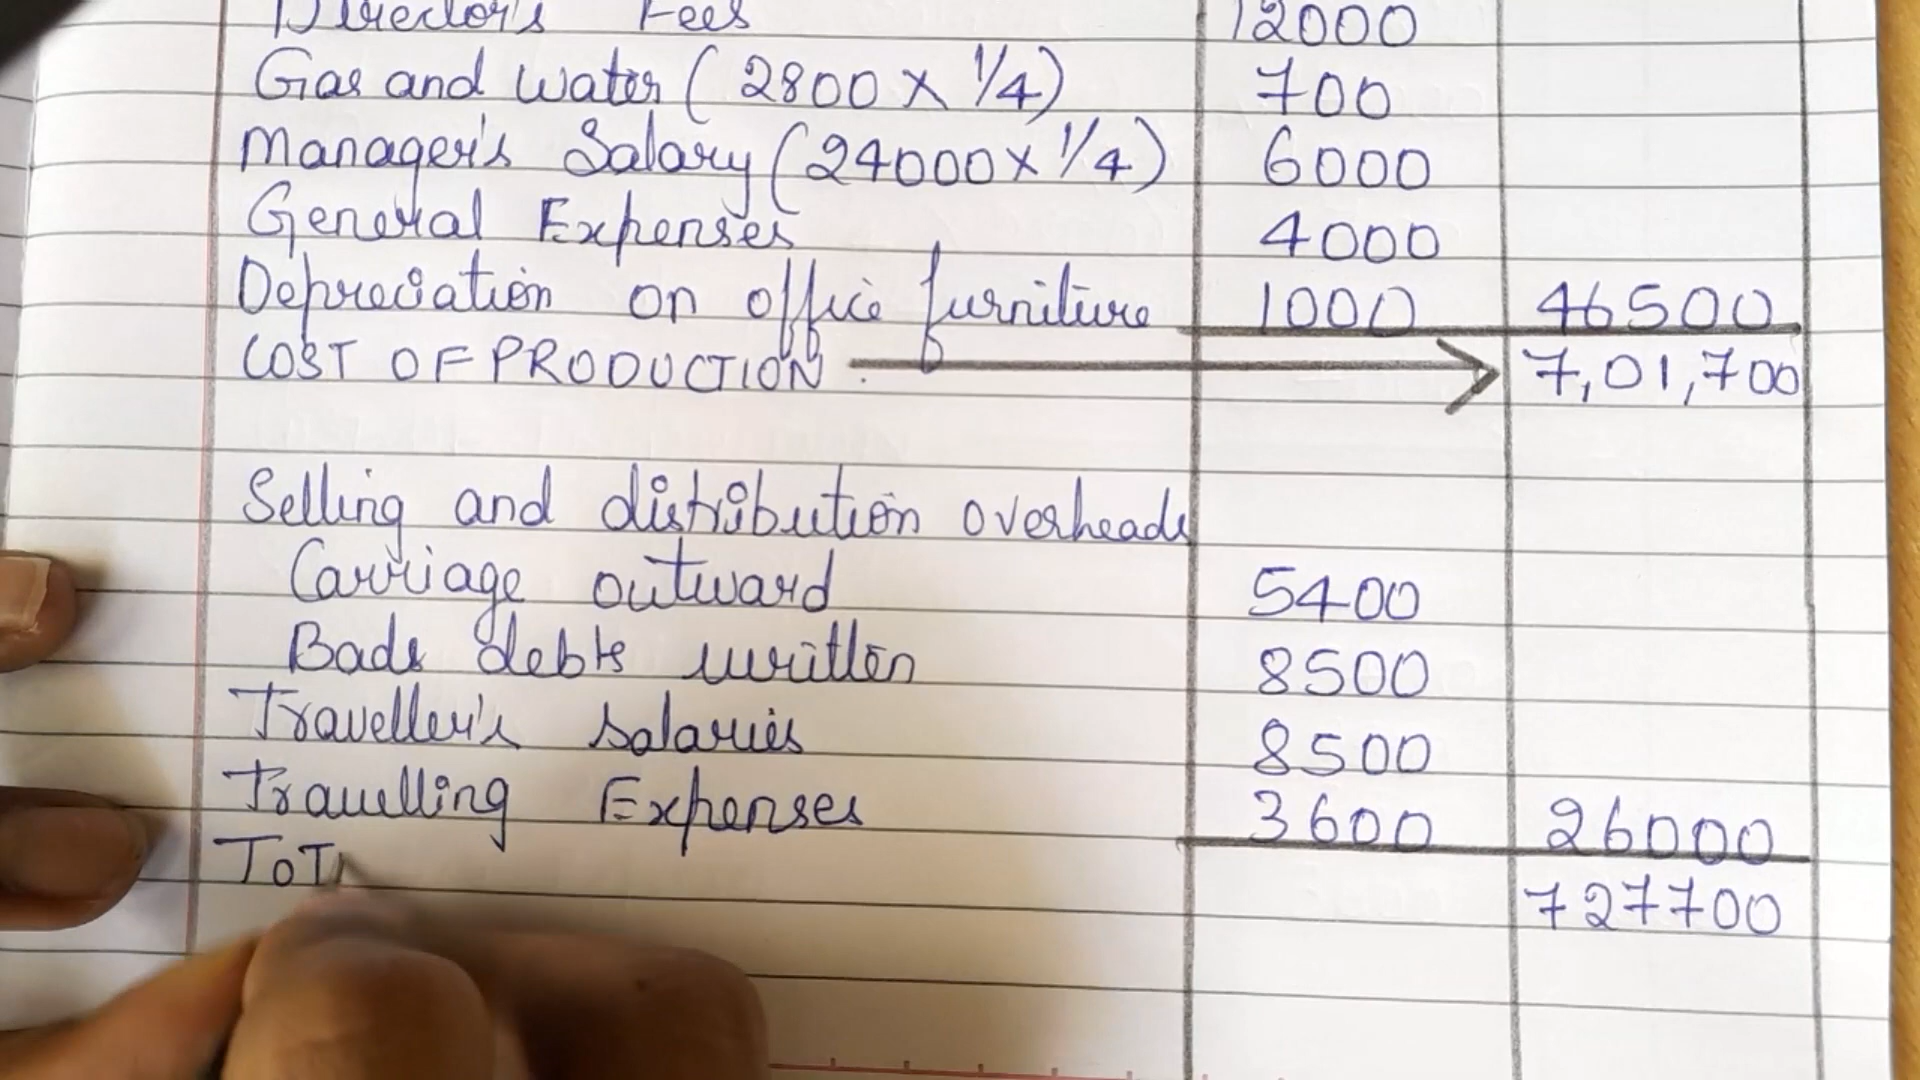 Director's Fees 12000
Gas and Water ( 2800 X 1/4) 700
Manager's Salary (24000 x 1/4) 6000
General Expenses 4000
Depreciation on office furniture 1000 46500
COST OF PRODUCTION 7,01,700
Selling and distribution overheads
Carriage outward 5400
Bads debts written 8500
Traveller's salaries 8500
Travelling Expenses 3600 26000
TOT 727700